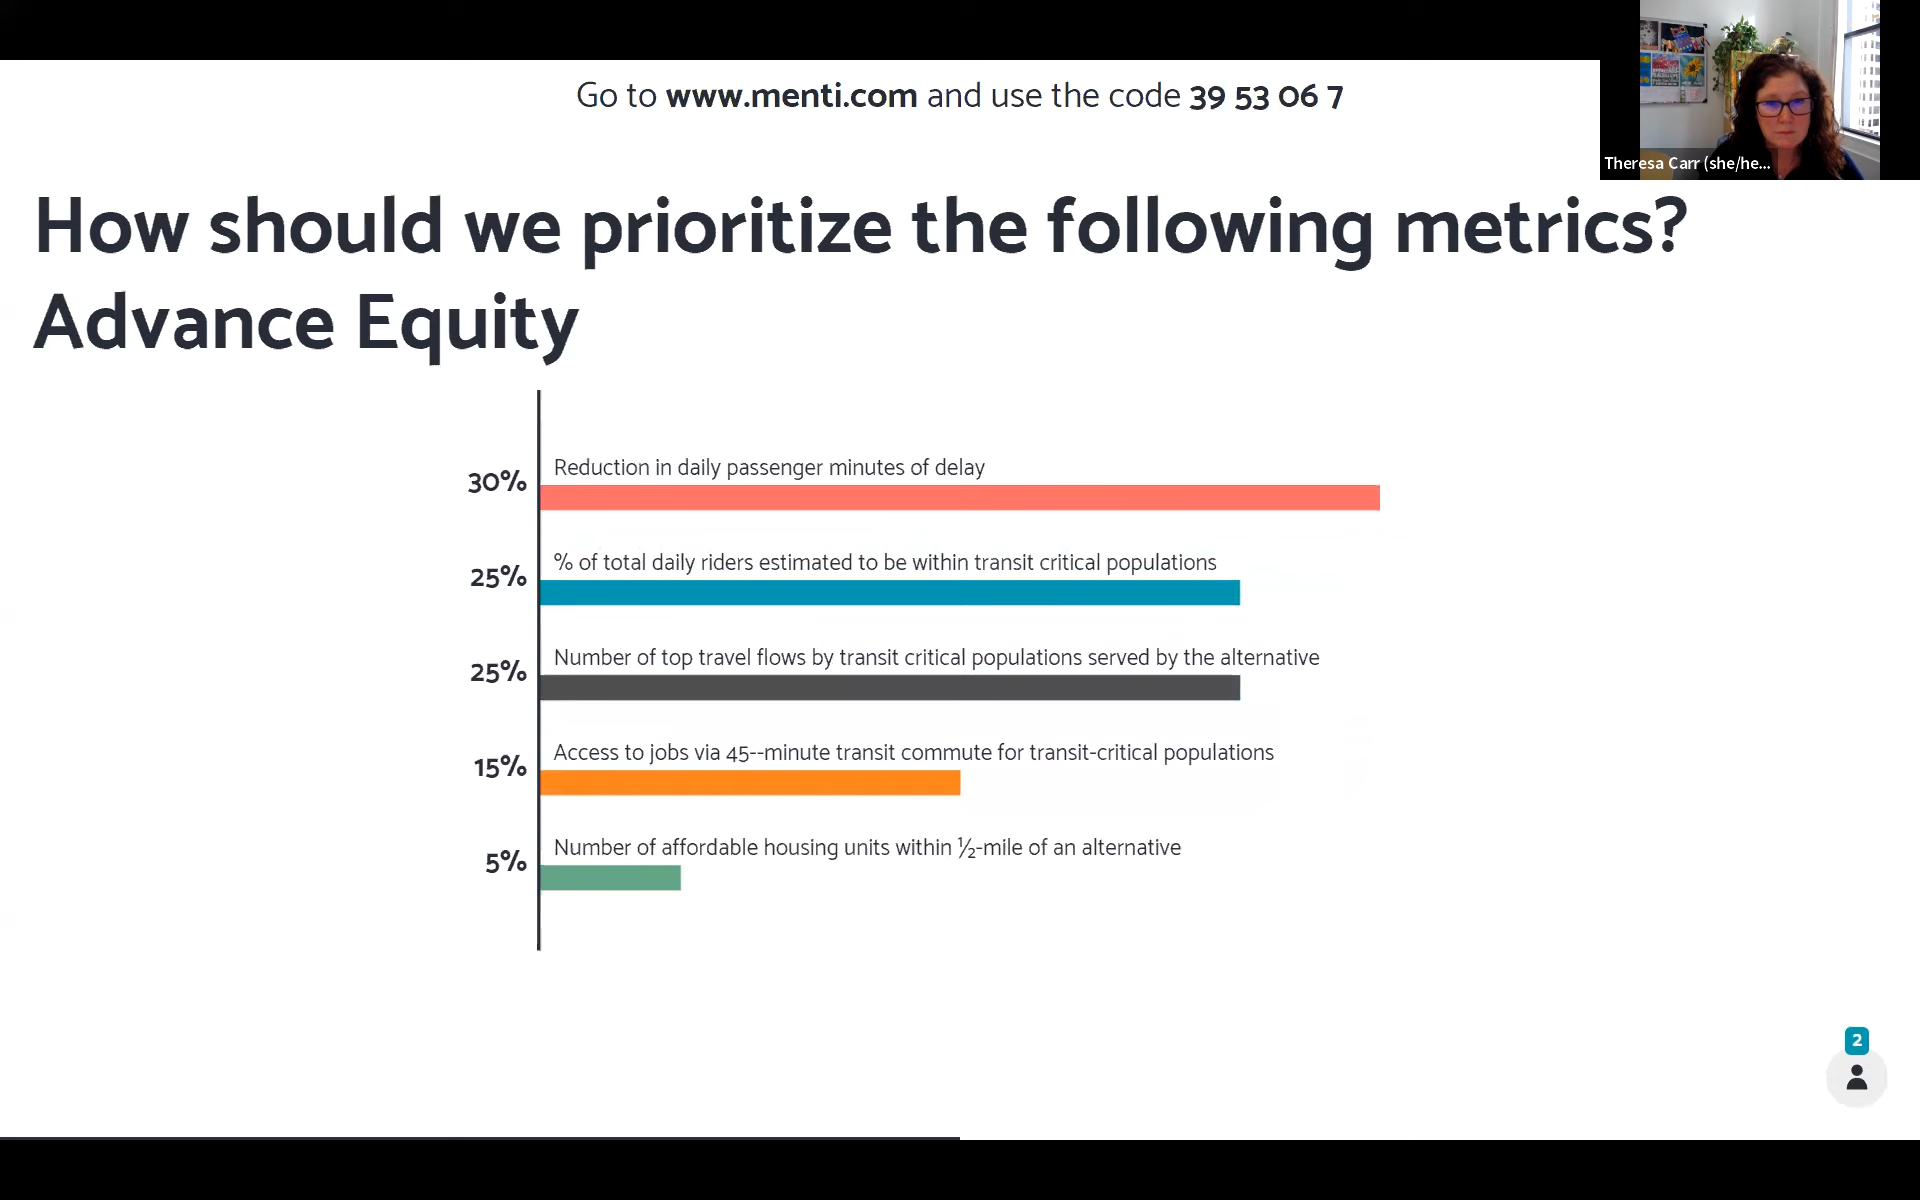 Go to www.menti.com and use the code 39 53 06 7
Theresa Carr (she/he...
How should we prioritize the following metrics?
Advance Equity
30%
Reduction in daily passenger minutes of delay
25%
% of total daily riders estimated to be within transit critical populations
25%
Number of top travel flows by transit critical populations served by the alternative
15%
Access to jobs via 45--minute transit commute for transit-critical populations
5%
Number of affordable housing units within ½-mile of an alternative
2